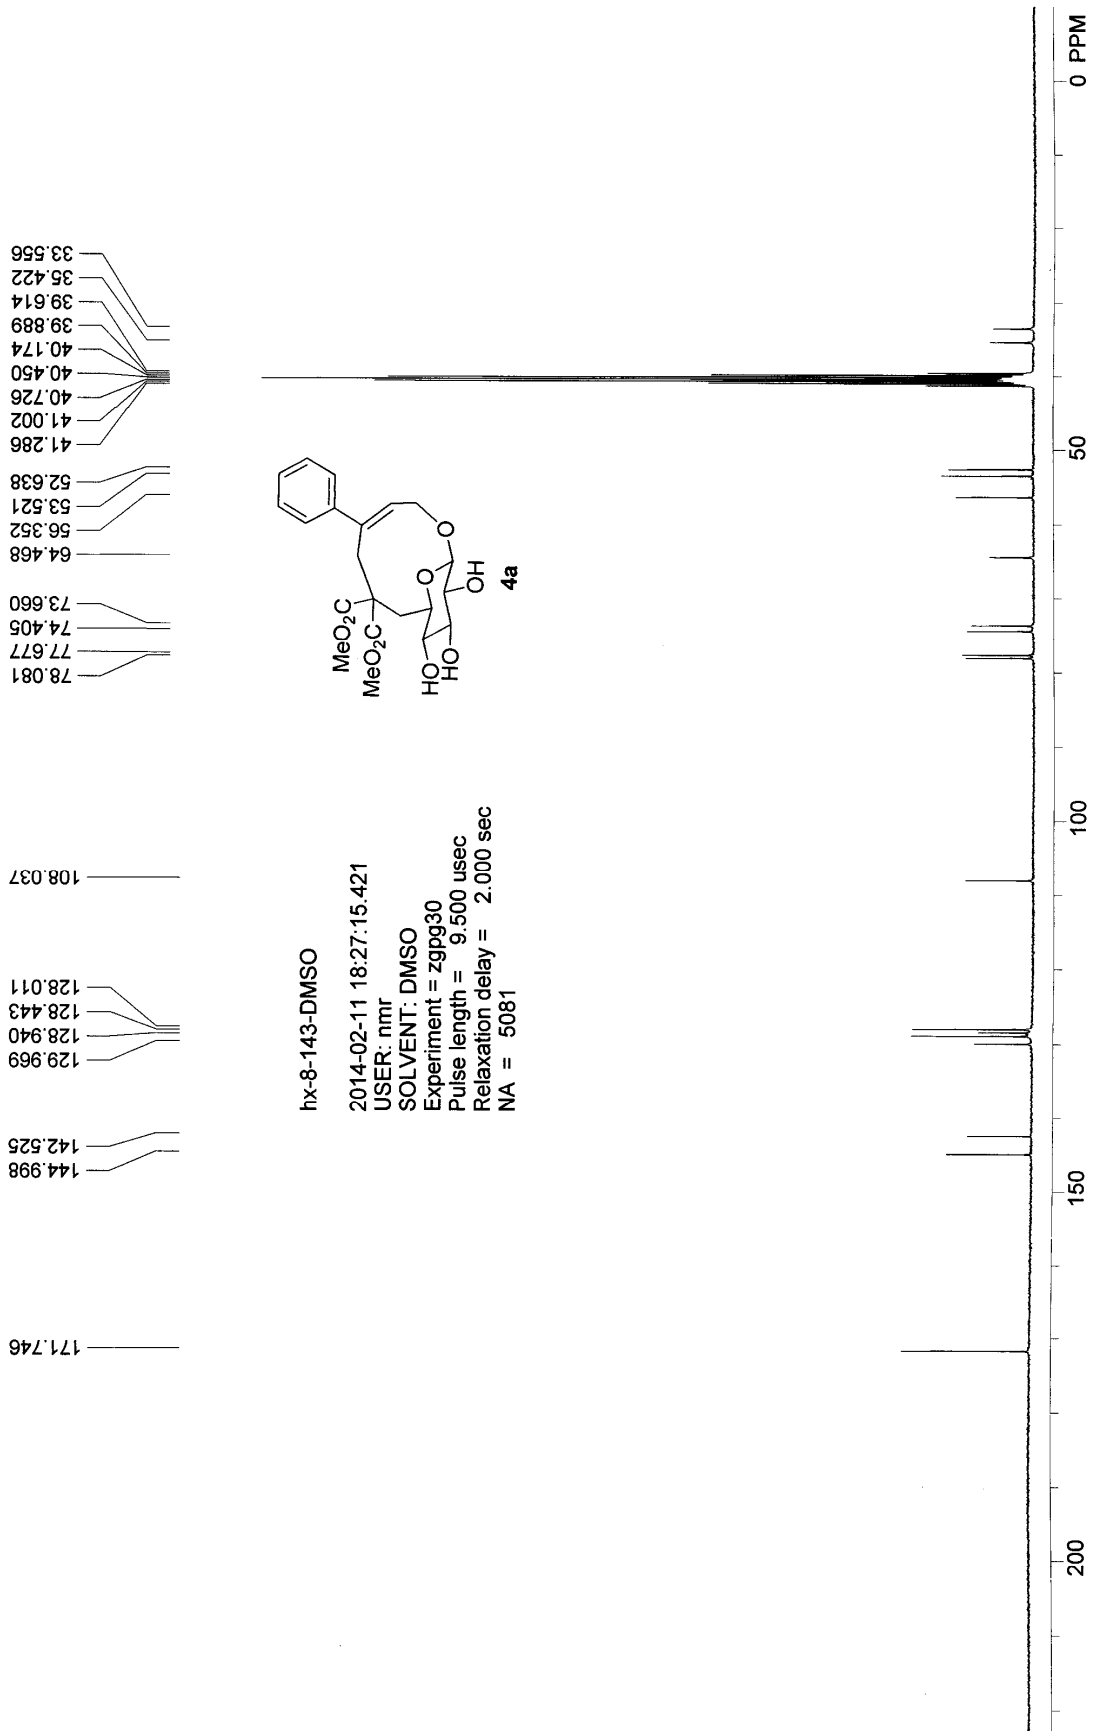 171.746
144.998
142.525
129.969
128.940
128.443
128.011
108.037
78.081
77.677
74.405
73.660
64.468
56.352
53.521
52.638
41.286
41.002
40.726
40.450
40.174
39.889
39.614
35.422
33.556
MeO2C
MeO2C
HO
HO
O
O
OH
4a
hx-8-143-DMSO
2014-02-11 18:27:15.421
USER: nmr
SOLVENT: DMSO
Experiment = zgpg30
Pulse length = 9.500 usec
Relaxation delay = 2.000 sec
NA = 5081
200 150 100 50 0 PPM